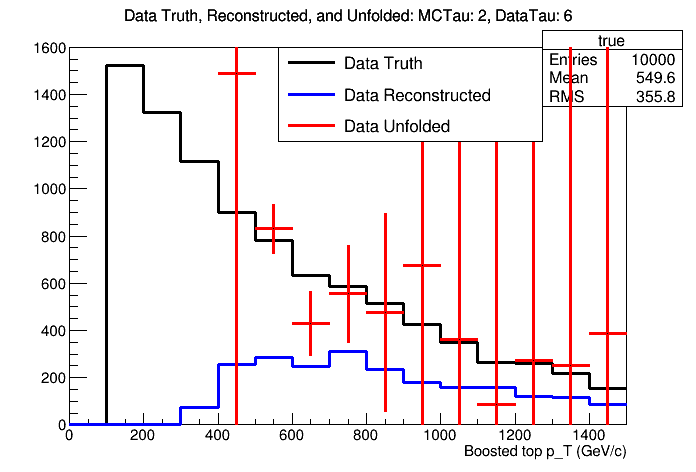 Data Truth, Reconstructed, and Unfolded: MCTau: 2, DataTau: 6
true
Entries 10000
Mean 549.6
RMS 355.8
Data Truth
Data Reconstructed
Data Unfolded
1600
1400
1200
1000
800
600
400
200
0
0 200 400 600 800 1000 1200 1400
Boosted top p_T (GeV/c)